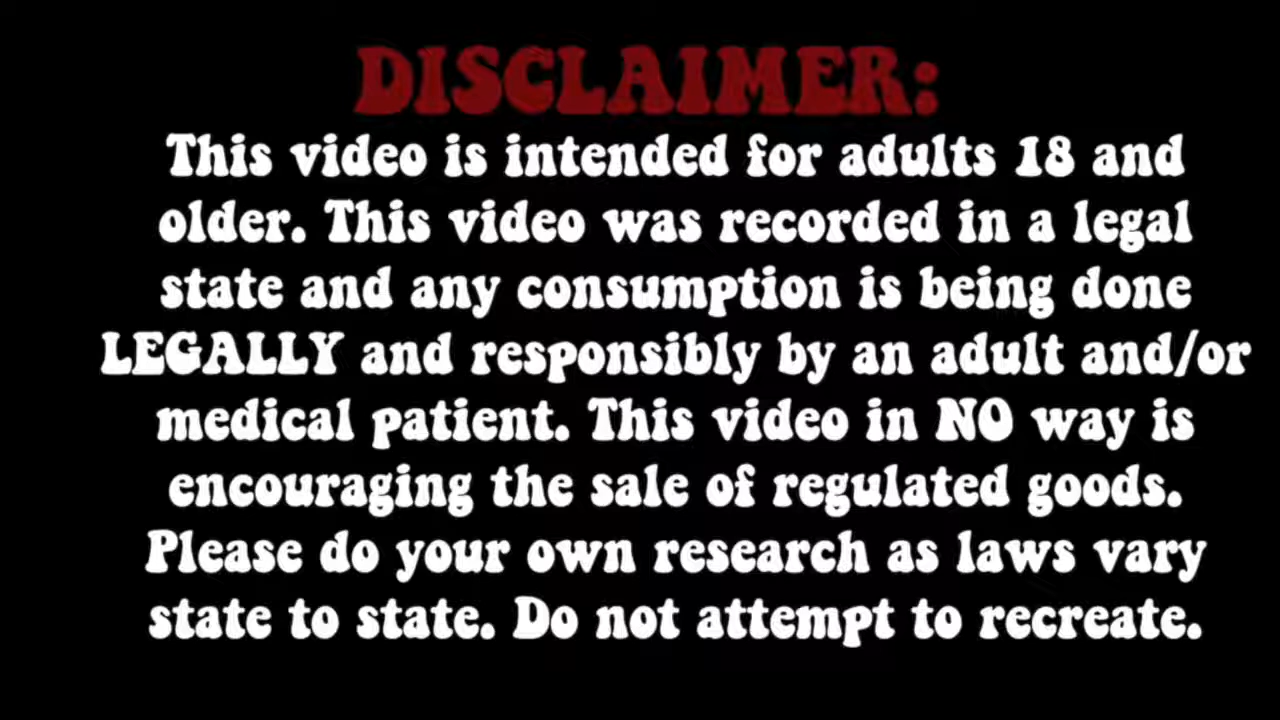 DISCLAIMER:
This video is intended for adults 18 and
older. This video was recorded in a legal
state and any consumption is being done
LEGALLY and responsibly by an adult and/or
medical patient. This video in NO way is
encouraging the sale of regulated goods.
Please do your own research as laws vary
state to state. Do not attempt to recreate.